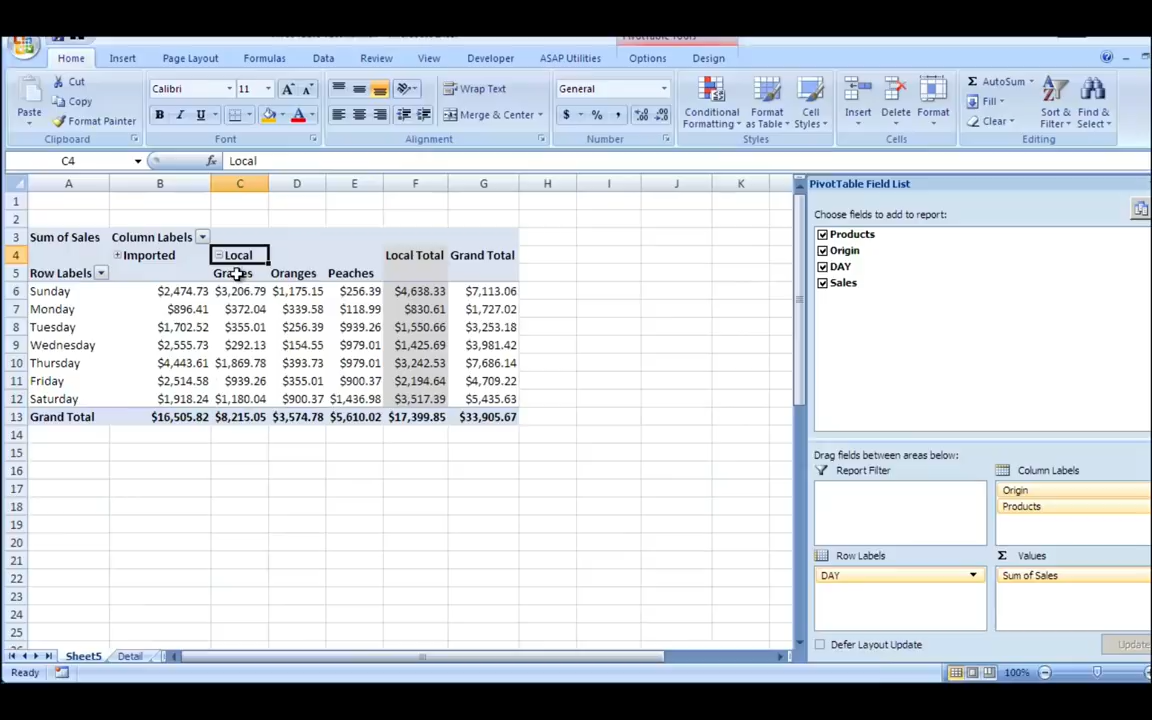 PivotTable Tools
Home Insert Page Layout Formulas Data Review View Developer ASAP Utilities Options Design
Paste Cut Copy Format Painter Clipboard
Calibri 11 B I U A A A Font
Wrap Text Merge & Center Alignment
General $ % , Number
Conditional Formatting Format as Table Cell Styles Styles
Insert Delete Format Cells
Σ AutoSum Fill Clear Sort & Filter Find & Select Editing
C4 fx Local
A B C D E F G H I J K
1
2
3 Sum of Sales Column Labels
4 Imported Local Local Total Grand Total
5 Row Labels Grapes Oranges Peaches
6 Sunday $2,474.73 $3,206.79 $1,175.15 $256.39 $4,638.33 $7,113.06
7 Monday $896.41 $372.04 $339.58 $118.99 $830.61 $1,727.02
8 Tuesday $1,702.52 $355.01 $256.39 $939.26 $1,550.66 $3,253.18
9 Wednesday $2,555.73 $292.13 $154.55 $979.01 $1,425.69 $3,981.42
10 Thursday $4,443.61 $1,869.78 $393.73 $979.01 $3,242.53 $7,686.14
11 Friday $2,514.58 $939.26 $355.01 $900.37 $2,194.64 $4,709.22
12 Saturday $1,918.24 $1,180.04 $900.37 $1,436.98 $3,517.39 $5,435.63
13 Grand Total $16,505.82 $8,215.05 $3,574.78 $5,610.02 $17,399.85 $33,905.67
14
15
16
17
18
19
20
21
22
23
24
25
Sheet5 Detail
Ready 100%
PivotTable Field List
Choose fields to add to report:
Products
Origin
DAY
Sales
Drag fields between areas below:
Report Filter Column Labels
Origin
Products
Row Labels Σ Values
DAY Sum of Sales
Defer Layout Update Update